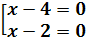 x − 4 = 0
x − 2 = 0